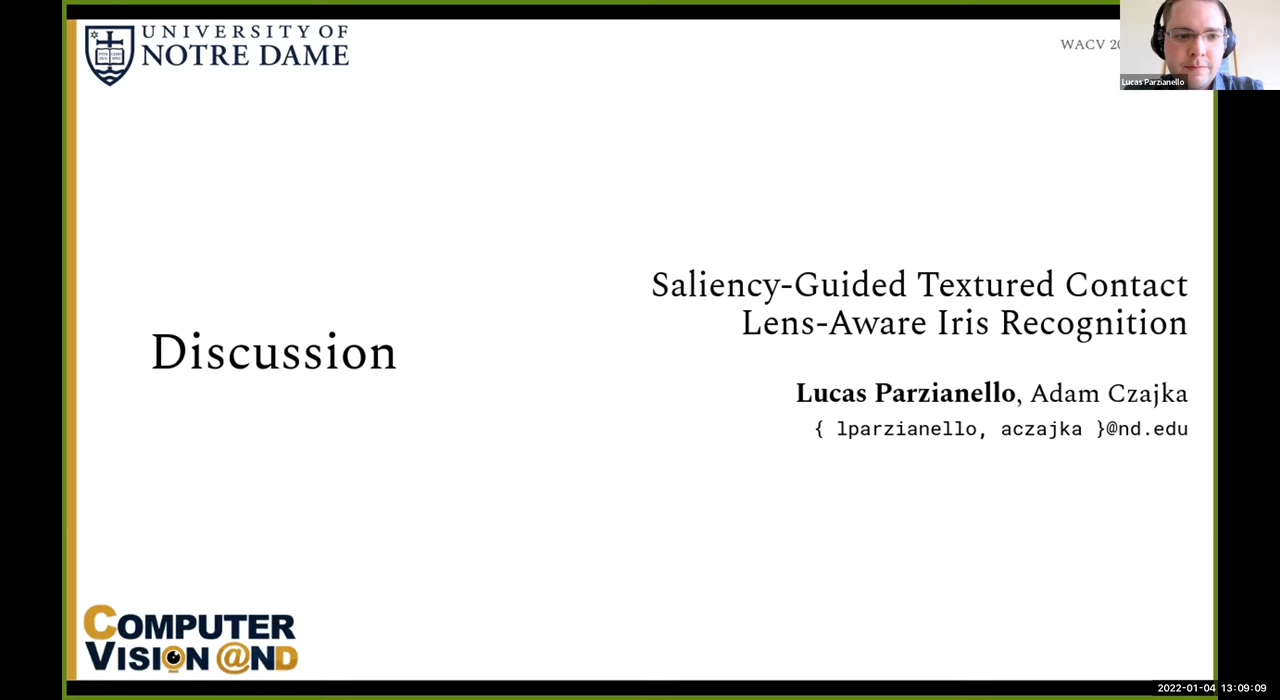 UNIVERSITY OF
NOTRE DAME
WACV 20
Lucas Parzianello
Saliency-Guided Textured Contact
Lens-Aware Iris Recognition
Discussion
Lucas Parzianello, Adam Czajka
{ lparzianello, aczajka }@nd.edu
COMPUTER
VISION @ND
2022-01-04 13:09:09